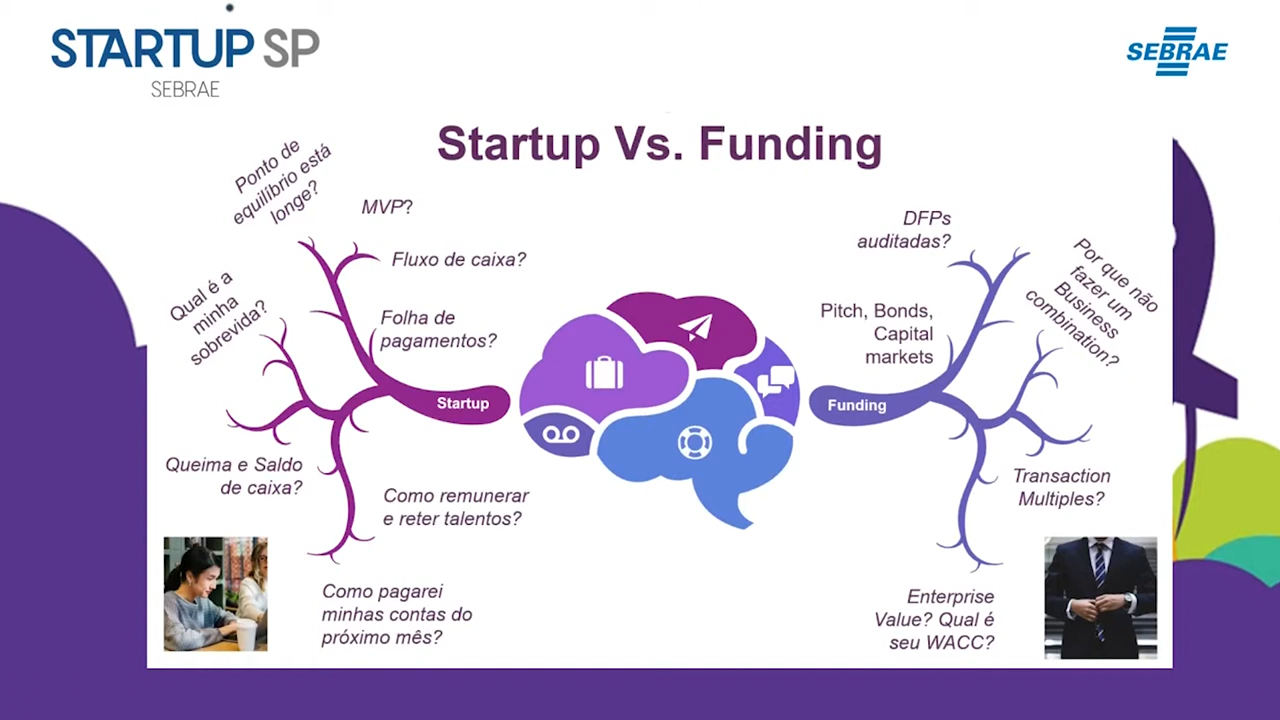 STARTUP SP
SEBRAE
SEBRAE
Startup Vs. Funding
Ponto de
equilíbrio está
longe?
MVP?
Fluxo de caixa?
Qual é a
minha
sobrevida?
Folha de
pagamentos?
Startup
Queima e Saldo
de caixa?
Como remunerar
e reter talentos?
Como pagarei
minhas contas do
próximo mês?
DFPs
auditadas?
Por que não
fazer um
Business
combination?
Pitch, Bonds,
Capital
markets
Funding
Transaction
Multiples?
Enterprise
Value? Qual é
seu WACC?